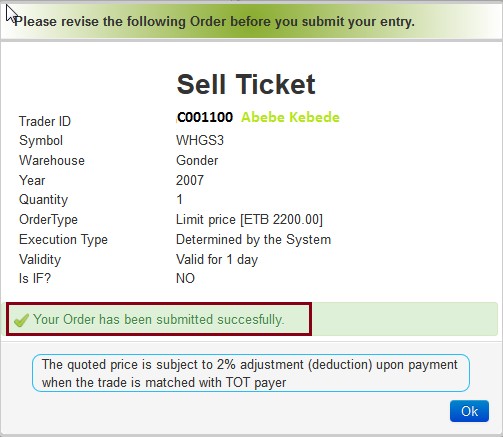 Please revise the following Order before you submit your entry.
Sell Ticket
Trader ID C001100 Abebe Kebede
Symbol WHGS3
Warehouse Gonder
Year 2007
Quantity 1
OrderType Limit price [ETB 2200.00]
Execution Type Determined by the System
Validity Valid for 1 day
Is IF? NO
Your Order has been submitted succesfully.
The quoted price is subject to 2% adjustment (deduction) upon payment
when the trade is matched with TOT payer
Ok